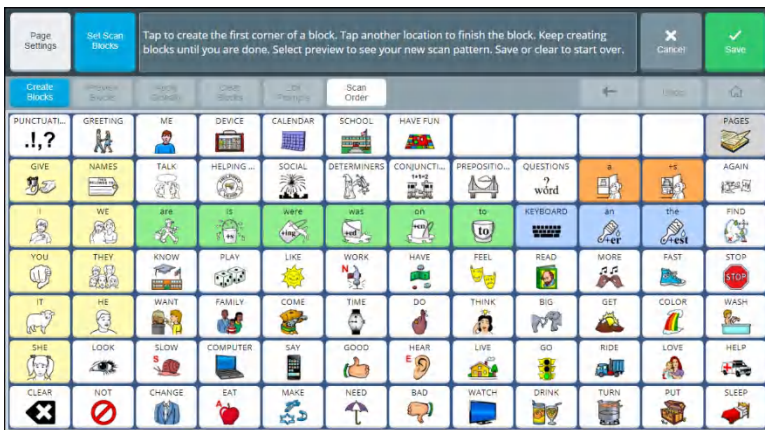 Page Settings
Set Scan Blocks
Tap to create the first corner of a block. Tap another location to finish the block. Keep creating
blocks until you are done. Select preview to see your new scan pattern. Save or clear to start over.
Cancel
Save
Create Blocks
Scan Order
Undo
PUNCTUATI... GREETING ME DEVICE CALENDAR SCHOOL HAVE FUN PAGES
.!,?
GIVE NAMES TALK HELPING ... SOCIAL DETERMINERS CONJUNCTI... PREPOSITIO... QUESTIONS a +s AGAIN
1+1=2
? word
I WE are is were was on to KEYBOARD an the FIND
+s +ing +ed +en to +er +est
YOU THEY KNOW PLAY LIKE WORK HAVE FEEL READ MORE FAST STOP
N
STOP
IT HE WANT FAMILY COME TIME DO THINK BIG GET COLOR WASH
SHE LOOK SLOW COMPUTER SAY GOOD HEAR LIVE GO RIDE LOVE HELP
S
E
CLEAR NOT CHANGE EAT MAKE NEED BAD WATCH DRINK TURN PUT SLEEP
A